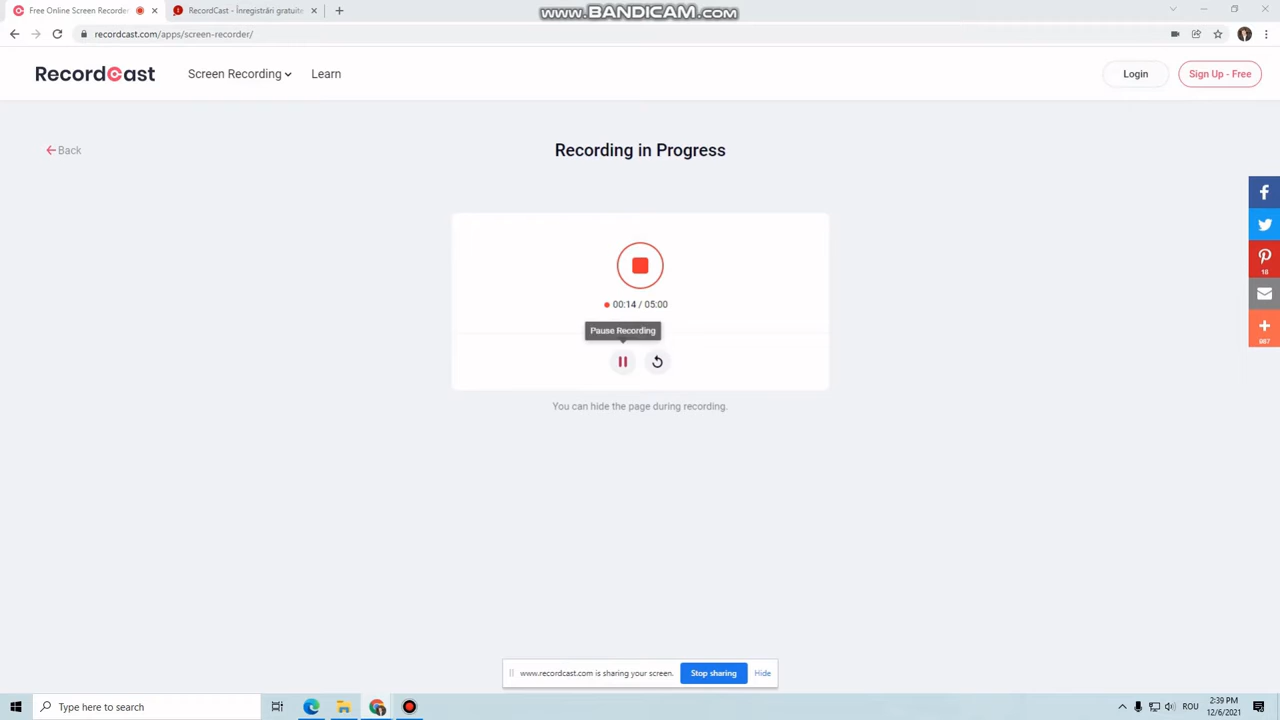 Free Online Screen Recorder
RecordCast - Înregistrări gratuite
www.BANDICAM.com
recordcast.com/apps/screen-recorder/
RecordCast
Screen Recording
Learn
Login
Sign Up - Free
Back
Recording in Progress
00:14 / 05:00
Pause Recording
You can hide the page during recording.
18
www.recordcast.com is sharing your screen.
Stop sharing
Hide
Type here to search
ROU
2:39 PM
12/6/2021